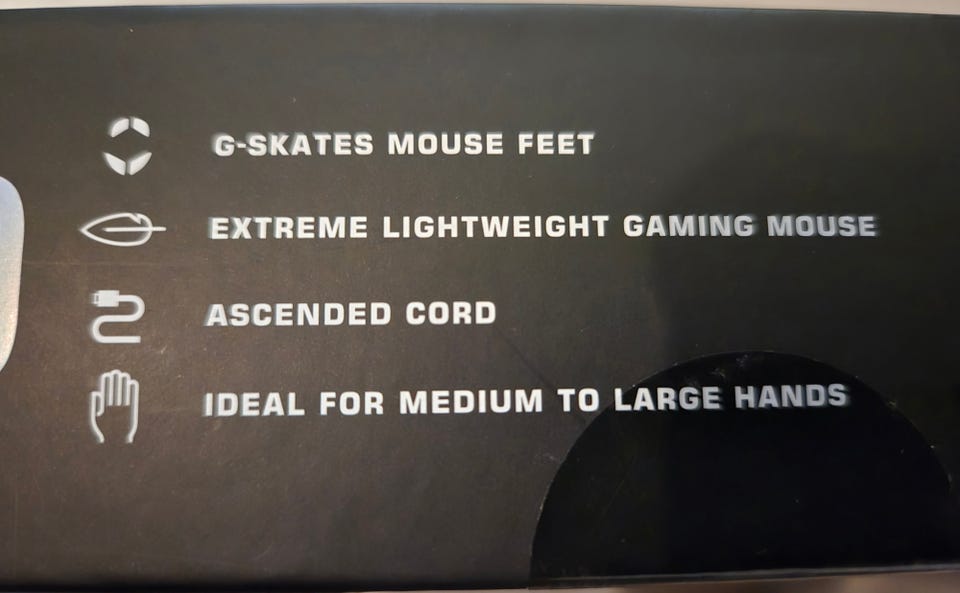 G-SKATES MOUSE FEET
EXTREME LIGHTWEIGHT GAMING MOUSE
ASCENDED CORD
IDEAL FOR MEDIUM TO LARGE HANDS